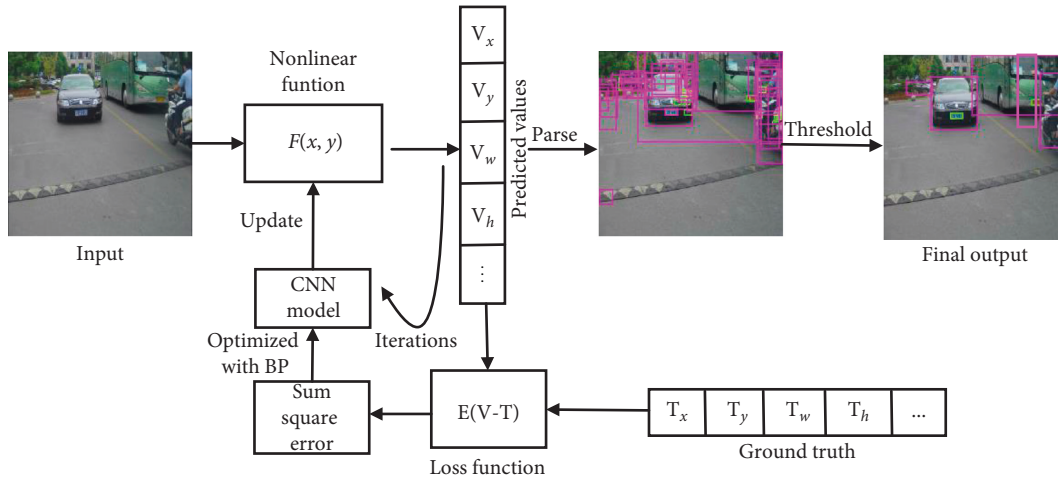 Nonlinear
funtion
F(x, y)
Input
Update
CNN
model
Optimized
with BP
Iterations
Sum
square
error
V_x
V_y
V_w
V_h
⋮
Predicted values
Parse
Threshold
Final output
E(V-T)
Loss function
T_x
T_y
T_w
T_h
...
Ground truth